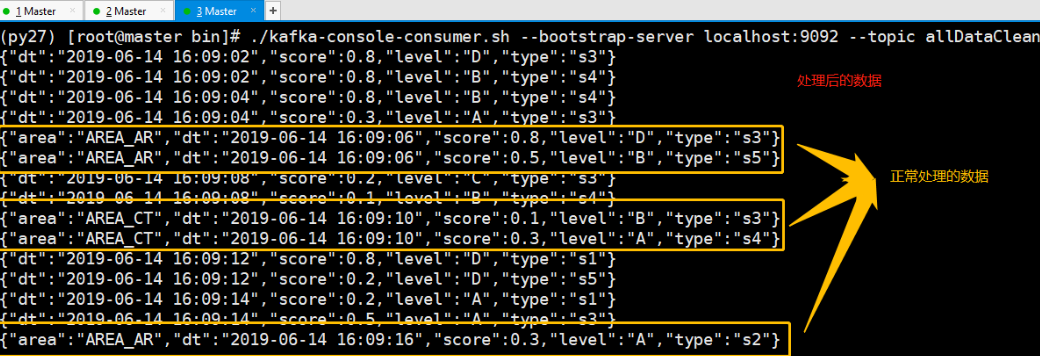 1 Master
2 Master
3 Master
(py27) [root@master bin]# ./kafka-console-consumer.sh --bootstrap-server localhost:9092 --topic allDataClean
{"dt":"2019-06-14 16:09:02","score":0.8,"level":"D","type":"s3"}
{"dt":"2019-06-14 16:09:02","score":0.8,"level":"B","type":"s4"}
处理后的数据
{"dt":"2019-06-14 16:09:04","score":0.8,"level":"B","type":"s4"}
{"dt":"2019-06-14 16:09:04","score":0.3,"level":"A","type":"s3"}
{"area":"AREA_AR","dt":"2019-06-14 16:09:06","score":0.8,"level":"D","type":"s3"}
{"area":"AREA_AR","dt":"2019-06-14 16:09:06","score":0.5,"level":"B","type":"s5"}
{"dt":"2019-06-14 16:09:08","score":0.2,"level":"C","type":"s3"}
正常处理的数据
{"dt":"2019-06-14 16:09:08","score":0.1,"level":"B","type":"s4"}
{"area":"AREA_CT","dt":"2019-06-14 16:09:10","score":0.1,"level":"B","type":"s3"}
{"area":"AREA_CT","dt":"2019-06-14 16:09:10","score":0.3,"level":"A","type":"s4"}
{"dt":"2019-06-14 16:09:12","score":0.8,"level":"D","type":"s1"}
{"dt":"2019-06-14 16:09:12","score":0.2,"level":"D","type":"s5"}
{"dt":"2019-06-14 16:09:14","score":0.2,"level":"A","type":"s1"}
{"dt":"2019-06-14 16:09:14","score":0.5,"level":"A","type":"s3"}
{"area":"AREA_AR","dt":"2019-06-14 16:09:16","score":0.3,"level":"A","type":"s2"}